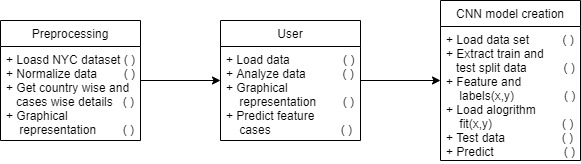 Preprocessing
+ Loasd NYC dataset ( )
+ Normalize data ( )
+ Get country wise and
cases wise details ( )
+ Graphical
representation ( )
User
+ Load data ( )
+ Analyze data ( )
+ Graphical
representation ( )
+ Predict feature
cases ( )
CNN model creation
+ Load data set ( )
+ Extract train and
test split data ( )
+ Feature and
labels(x,y) ( )
+ Load alogrithm
fit(x,y) ( )
+ Test data ( )
+ Predict ( )